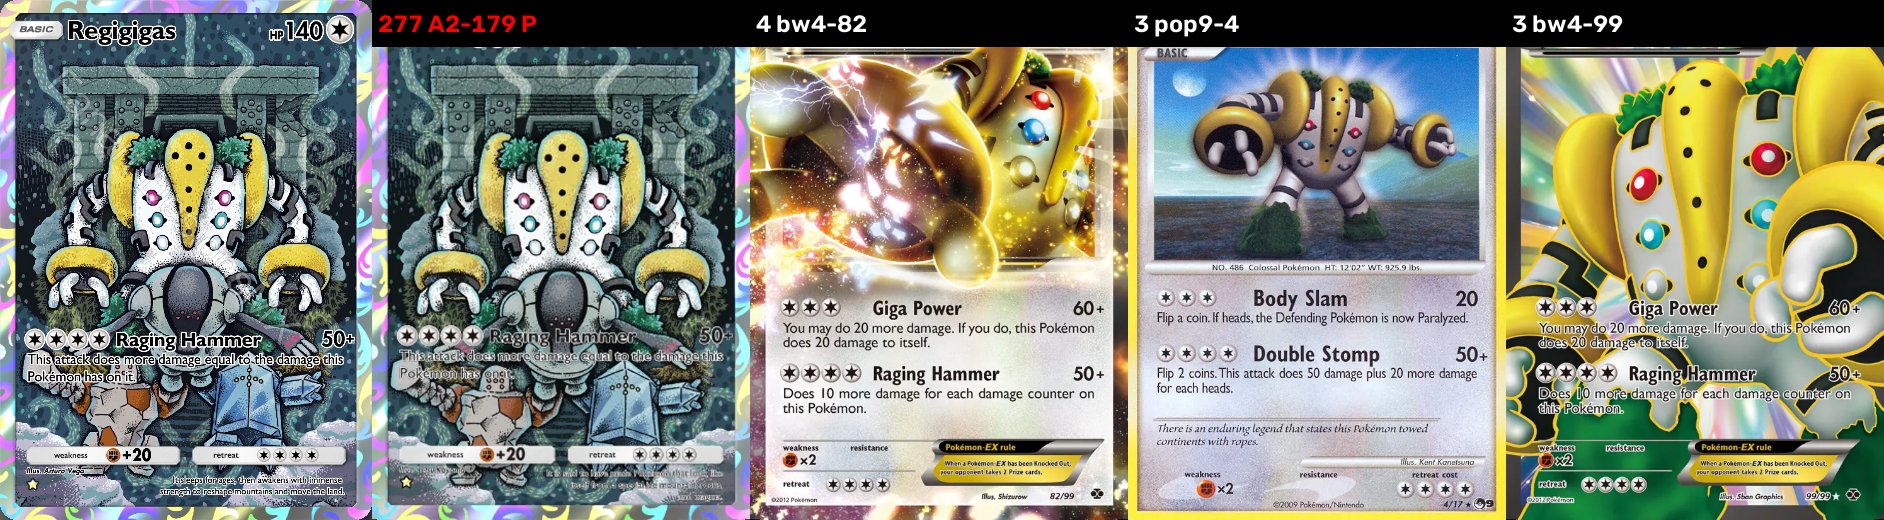 BASIC Regigigas HP 140
Raging Hammer 50+
This attack does more damage equal to the damage this
Pokémon has on it.
weakness +20 retreat
Illus. Arturo Vega
It sleeps for ages, then awakens with immense
strength to reshape mountains and move the land.
277 A2-179 P
Raging Hammer 50+
This attack does more damage equal to the damage this
Pokémon has on it.
weakness +20 retreat
4 bw4-82
Giga Power 60+
You may do 20 more damage. If you do, this Pokémon
does 20 damage to itself.
Raging Hammer 50+
Does 10 more damage for each damage counter on
this Pokémon.
weakness resistance
×2
retreat
Pokémon-EX rule
When a Pokémon-EX has been Knocked Out,
your opponent takes 2 Prize cards.
©2012 Pokémon
Illus. Shizurow 82/99
3 pop9-4
BASIC
NO. 486 Colossal Pokémon HT: 12'02" WT: 925.9 lbs.
Body Slam 20
Flip a coin. If heads, the Defending Pokémon is now Paralyzed.
Double Stomp 50+
Flip 2 coins. This attack does 50 damage plus 20 more damage
for each heads.
There is an enduring legend that states this Pokémon towed
continents with ropes.
Illus. Kent Kanetsuna
weakness resistance retreat cost
×2
©2009 Pokémon/Nintendo 4/17 ★ 9
3 bw4-99
Giga Power 60+
You may do 20 more damage. If you do, this Pokémon
does 20 damage to itself.
Raging Hammer 50+
Does 10 more damage for each damage counter on
this Pokémon.
weakness resistance
×2
retreat
Pokémon-EX rule
When a Pokémon-EX has been Knocked Out,
your opponent takes 2 Prize cards.
©2012 Pokémon
Illus. 5ban Graphics 99/99 ★